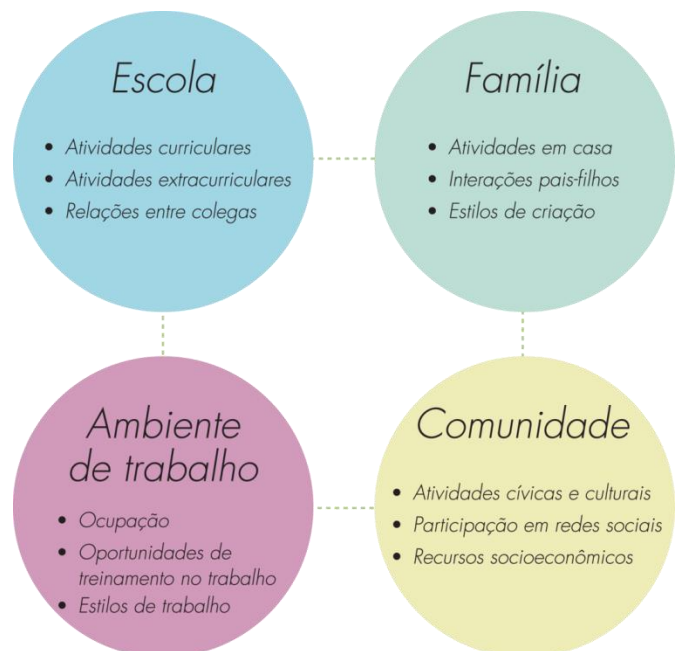 Escola
• Atividades curriculares
• Atividades extracurriculares
• Relações entre colegas
Família
• Atividades em casa
• Interações pais-filhos
• Estilos de criação
Ambiente
de trabalho
• Ocupação
• Oportunidades de
treinamento no trabalho
• Estilos de trabalho
Comunidade
• Atividades cívicas e culturais
• Participação em redes sociais
• Recursos socioeconômicos